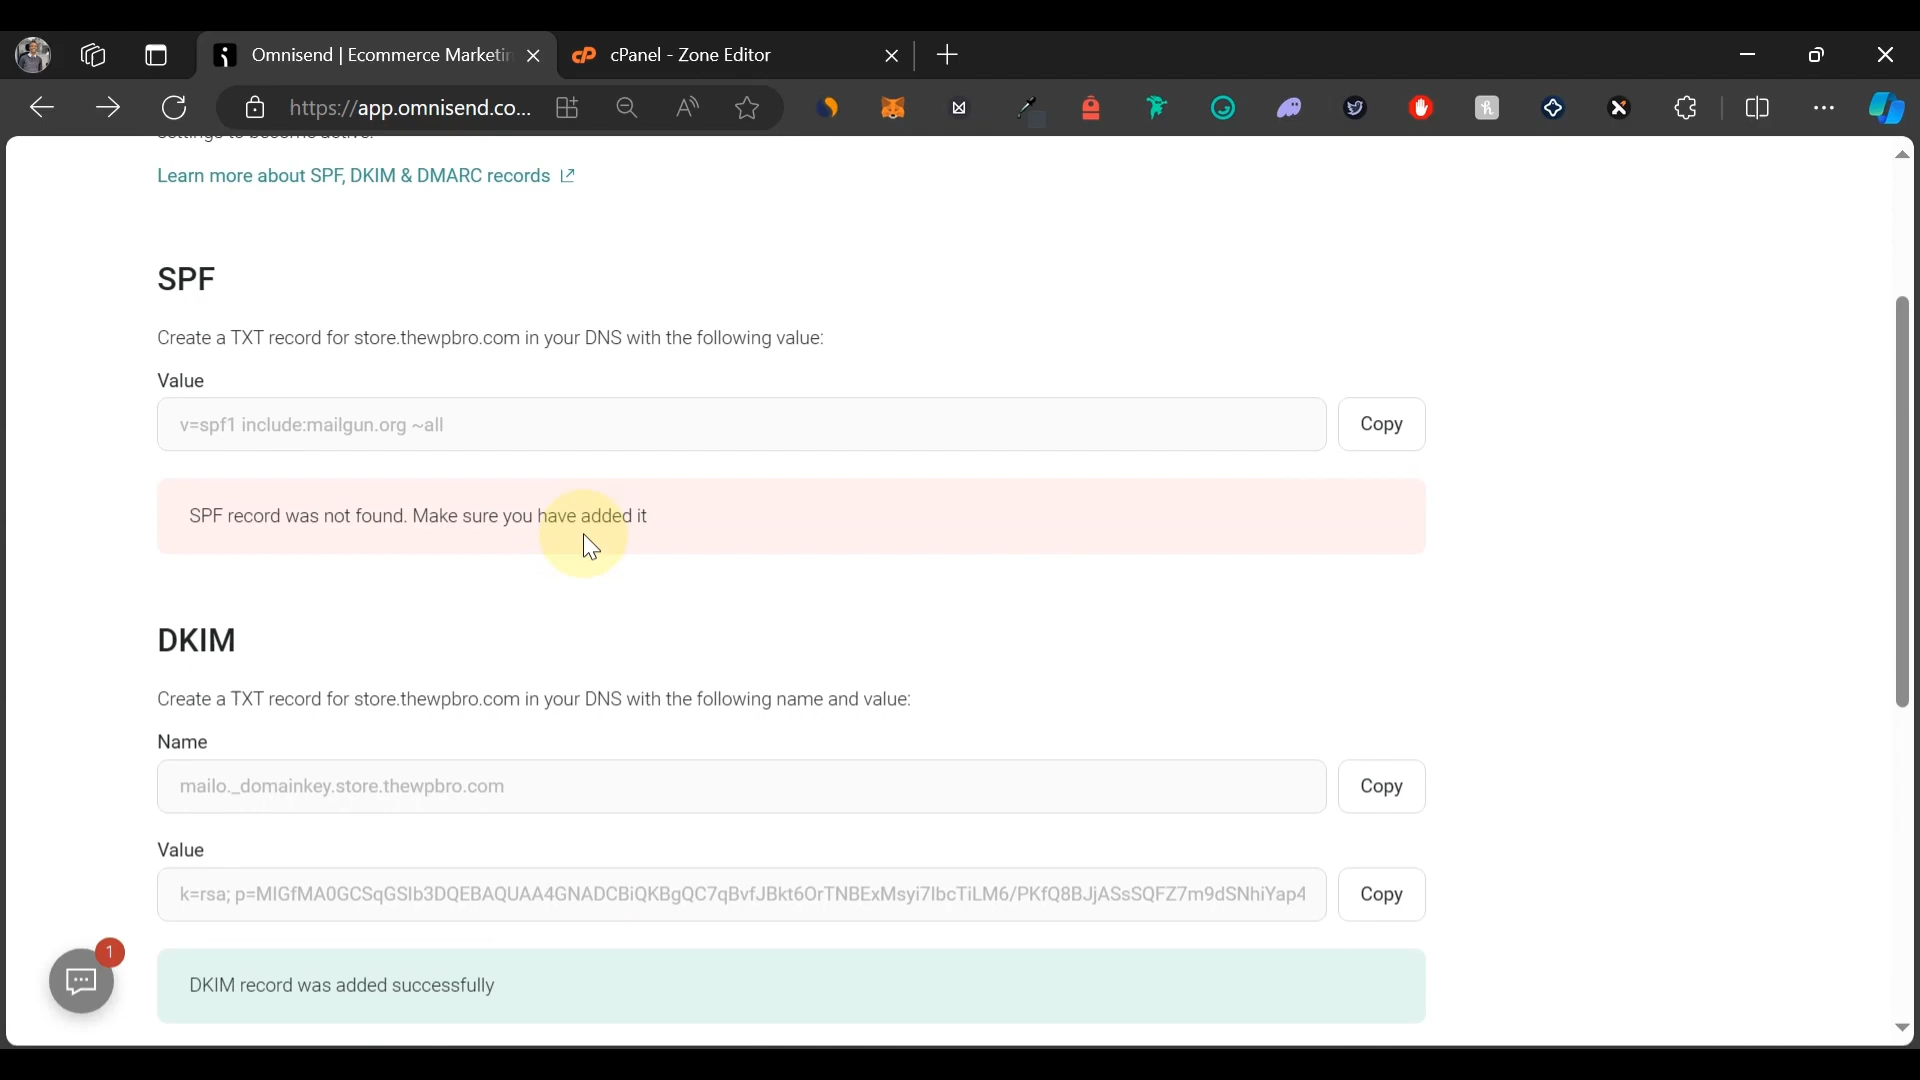 Omnisend | Ecommerce Marketin
cPanel - Zone Editor
https://app.omnisend.co...
Learn more about SPF, DKIM & DMARC records
SPF
Create a TXT record for store.thewpbro.com in your DNS with the following value:
Value
v=spf1 include:mailgun.org ~all
Copy
SPF record was not found. Make sure you have added it
DKIM
Create a TXT record for store.thewpbro.com in your DNS with the following name and value:
Name
mailo._domainkey.store.thewpbro.com
Copy
Value
k=rsa; p=MIGfMA0GCSqGSIb3DQEBAQUAA4GNADCBiQKBgQC7qBvfJBkt6OrTNBExMsyi7IbcTiLM6/PKfQ8BJjASsSQFZ7m9dSNhiYap4
Copy
1
DKIM record was added successfully